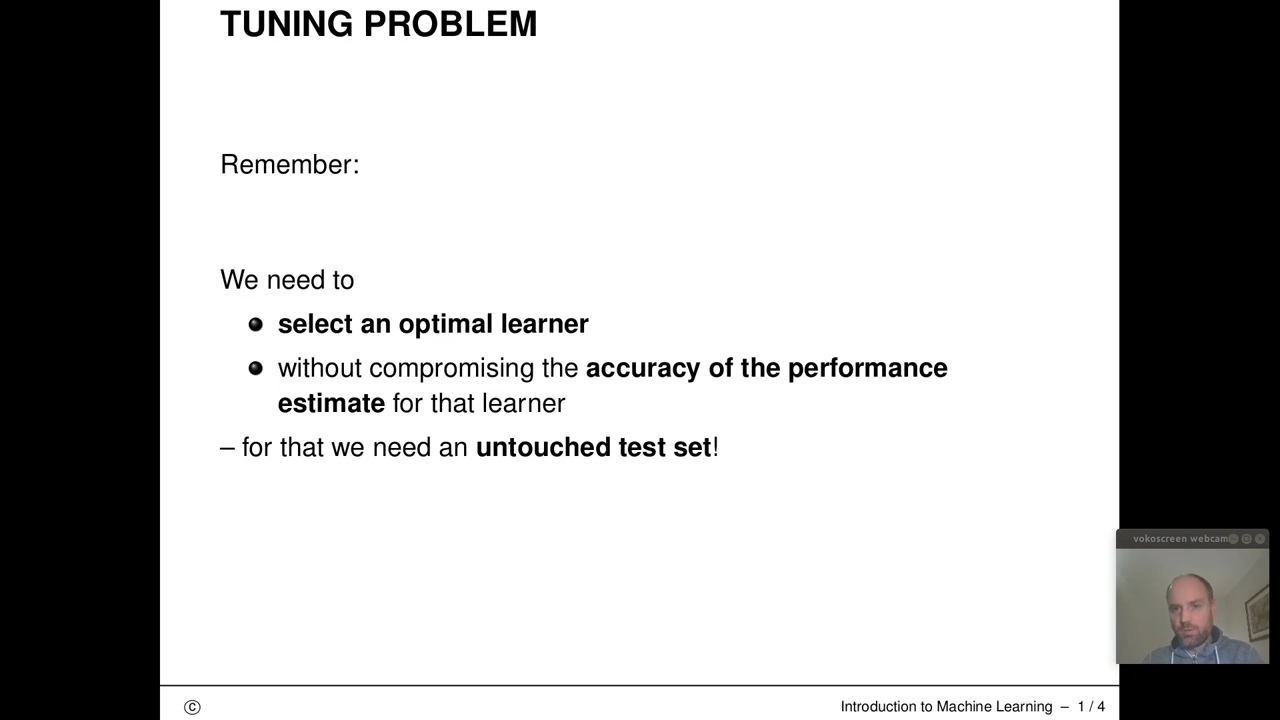 TUNING PROBLEM
Remember:
We need to
select an optimal learner
without compromising the accuracy of the performance
estimate for that learner
– for that we need an untouched test set!
vokoscreen webcam
© Introduction to Machine Learning – 1 / 4